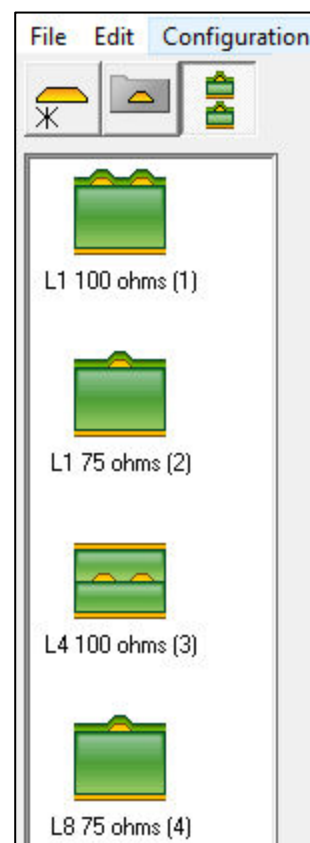 File Edit Configuration
L1 100 ohms (1)
L1 75 ohms (2)
L4 100 ohms (3)
L8 75 ohms (4)